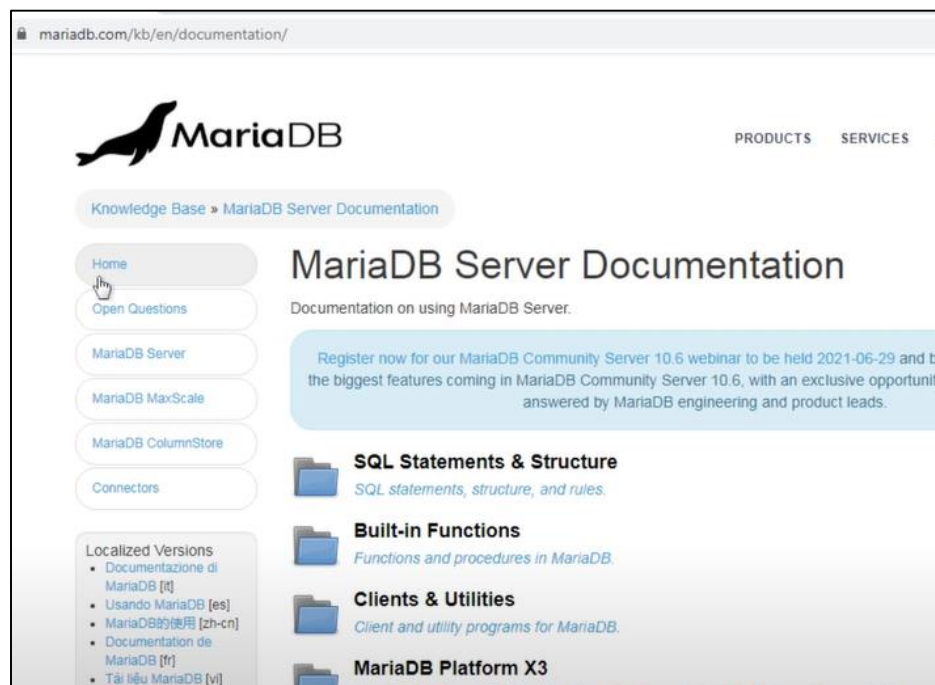 mariadb.com/kb/en/documentation/
MariaDB
PRODUCTS SERVICES
Knowledge Base » MariaDB Server Documentation
Home
Open Questions
MariaDB Server
MariaDB MaxScale
MariaDB ColumnStore
Connectors
Localized Versions
• Documentazione di
MariaDB [it]
• Usando MariaDB [es]
• MariaDB的使用 [zh-cn]
• Documentation de
MariaDB [fr]
• Tài liệu MariaDB [vi]
MariaDB Server Documentation
Documentation on using MariaDB Server.
Register now for our MariaDB Community Server 10.6 webinar to be held 2021-06-29 and
the biggest features coming in MariaDB Community Server 10.6, with an exclusive
answered by MariaDB engineering and product leads.
SQL Statements & Structure
SQL statements, structure, and rules.
Built-in Functions
Functions and procedures in MariaDB.
Clients & Utilities
Client and utility programs for MariaDB.
MariaDB Platform X3